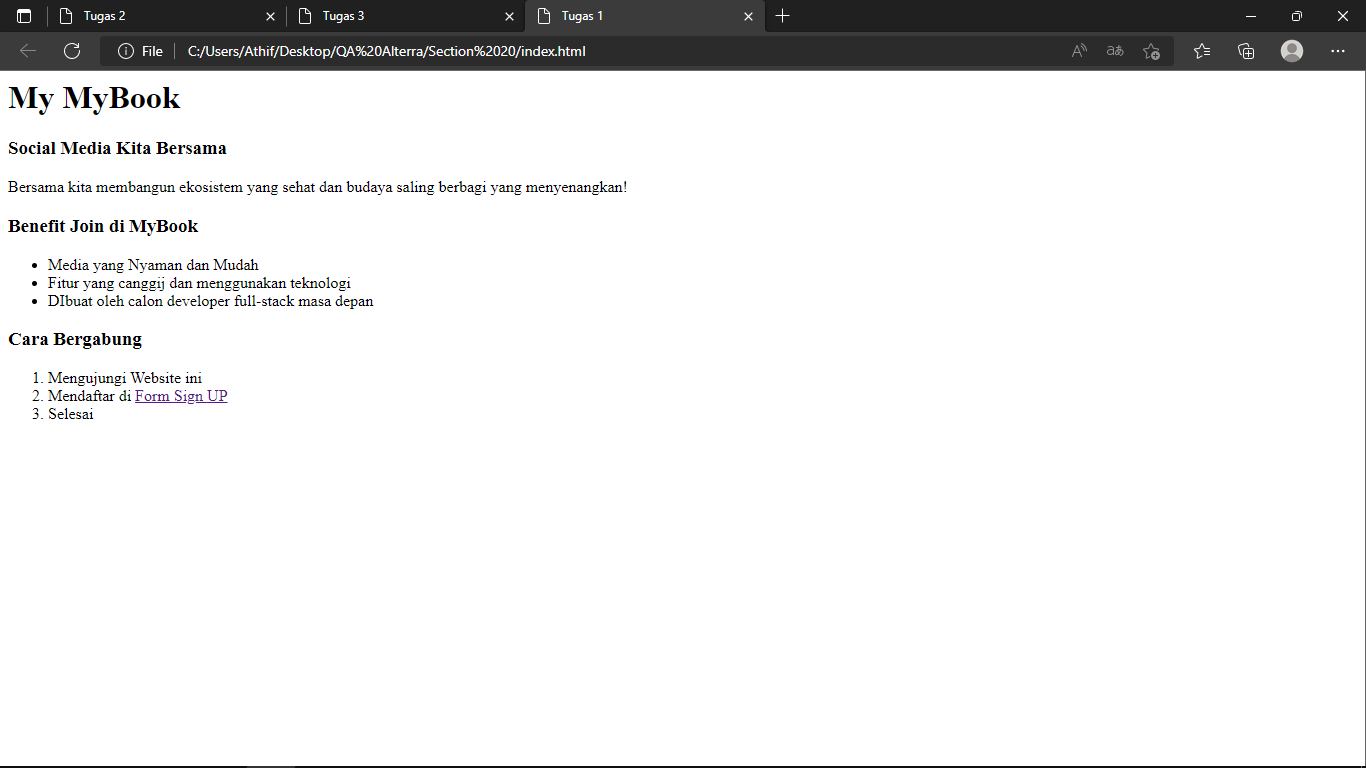 Tugas 2
Tugas 3
Tugas 1
File
C:/Users/Athif/Desktop/QA%20Alterra/Section%2020/index.html
My MyBook
Social Media Kita Bersama
Bersama kita membangun ekosistem yang sehat dan budaya saling berbagi yang menyenangkan!
Benefit Join di MyBook
• Media yang Nyaman dan Mudah
• Fitur yang canggij dan menggunakan teknologi
• DIbuat oleh calon developer full-stack masa depan
Cara Bergabung
1. Mengujungi Website ini
2. Mendaftar di Form Sign UP
3. Selesai